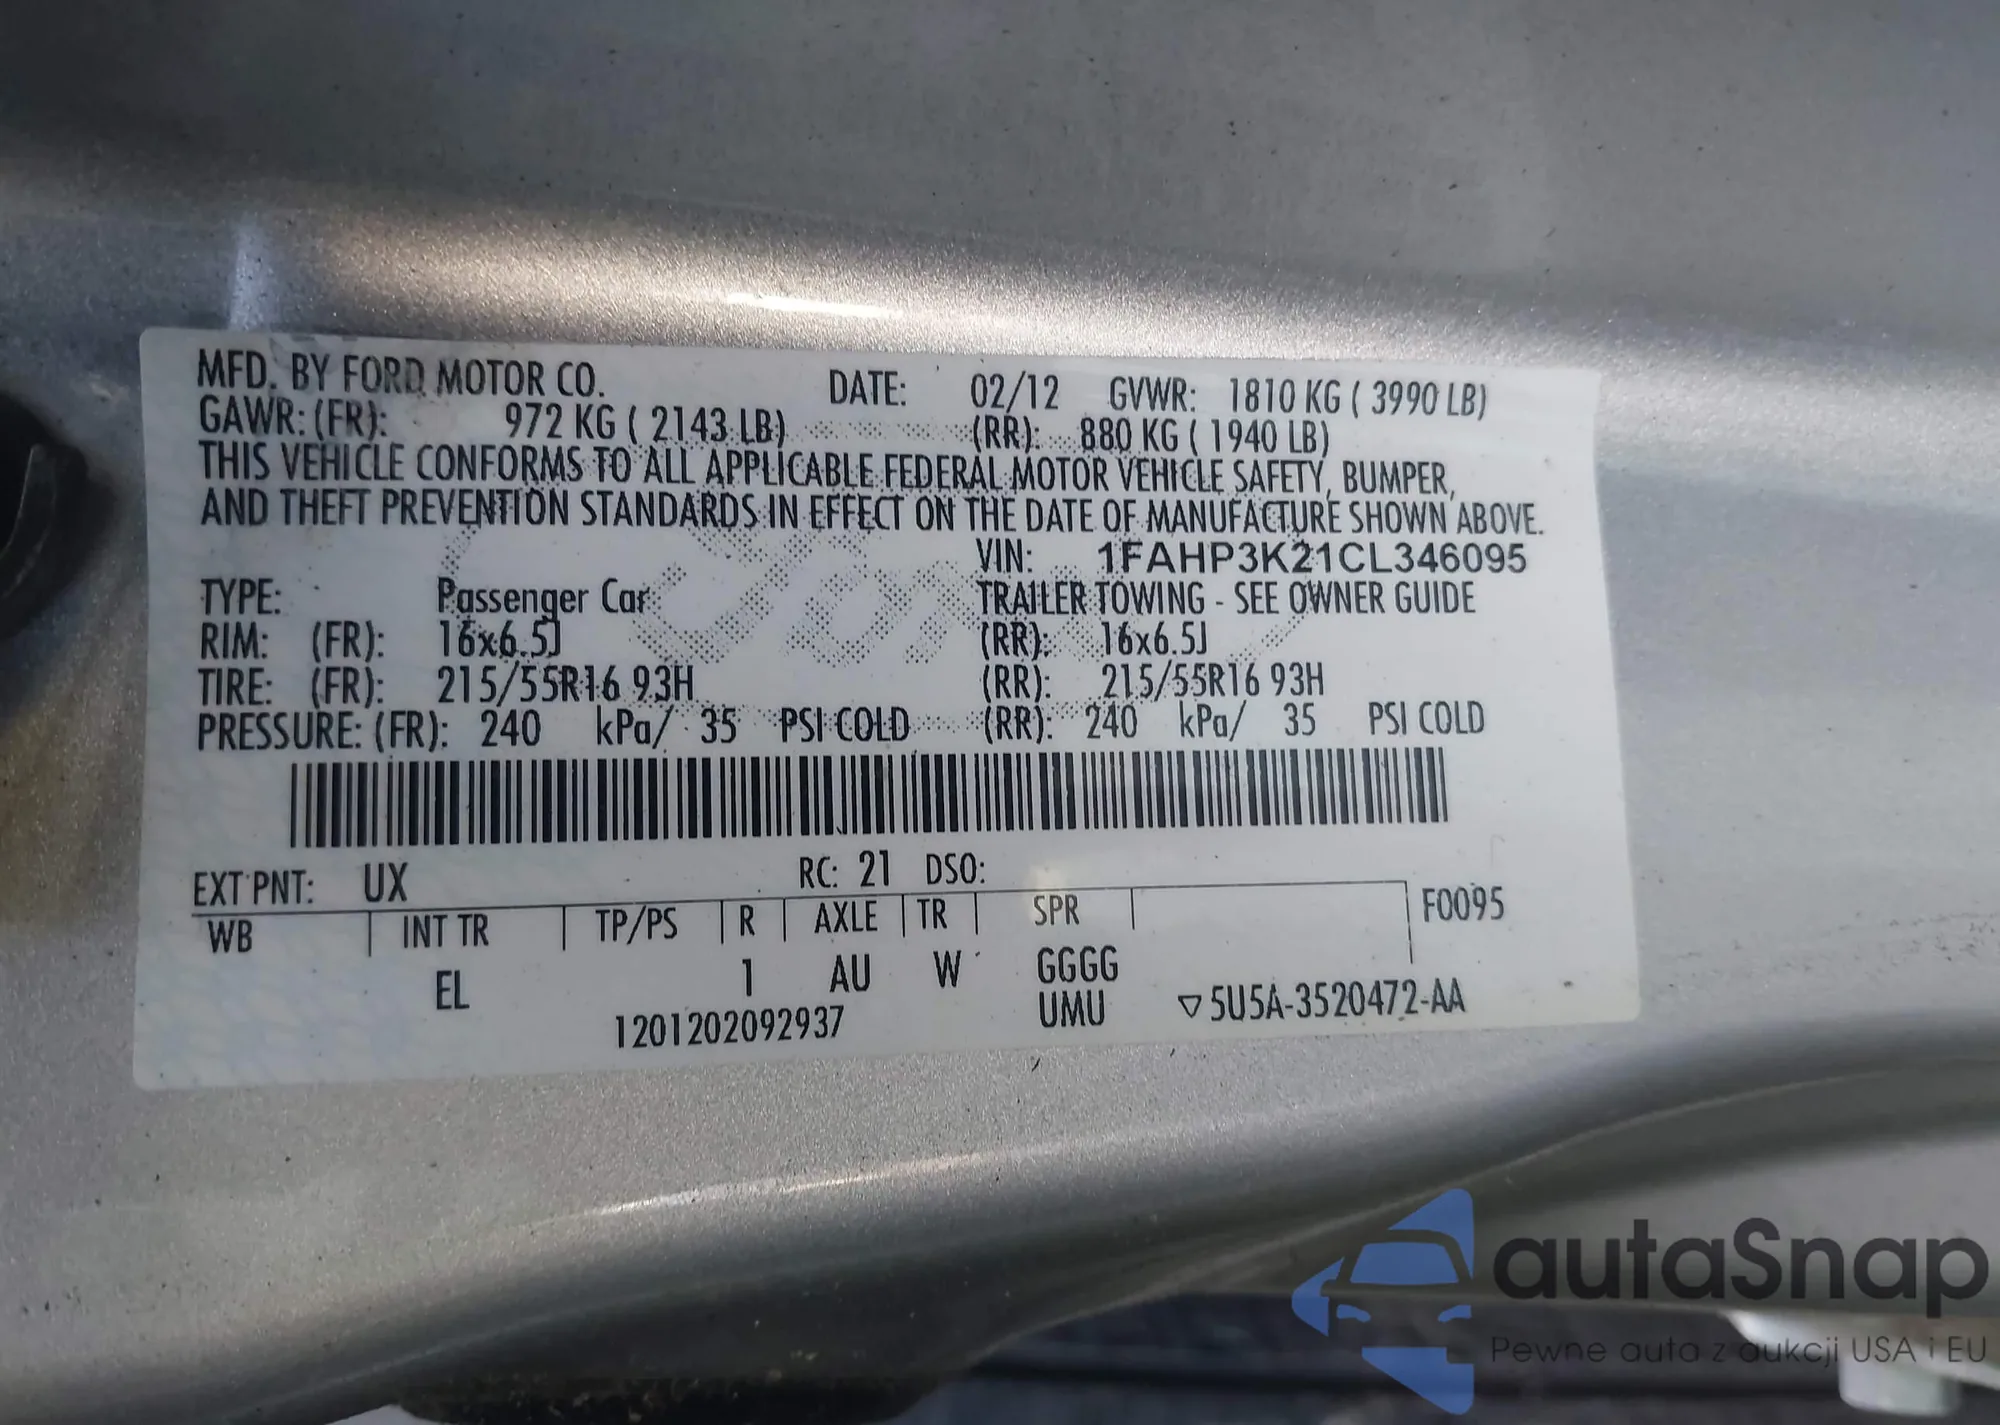 MFD. BY FORD MOTOR CO. DATE: 02/12 GVWR: 1810 KG ( 3990 LB)
GAWR: (FR): 972 KG ( 2143 LB) (RR): 880 KG ( 1940 LB)
THIS VEHICLE CONFORMS TO ALL APPLICABLE FEDERAL MOTOR VEHICLE SAFETY, BUMPER,
AND THEFT PREVENTION STANDARDS IN EFFECT ON THE DATE OF MANUFACTURE SHOWN ABOVE.
VIN: 1FAHP3K21CL346095
TYPE: Passenger Car TRAILER TOWING - SEE OWNER GUIDE
RIM: (FR): 16x6.5J (RR): 16x6.5J
TIRE: (FR): 215/55R16 93H (RR): 215/55R16 93H
PRESSURE: (FR): 240 kPa/ 35 PSI COLD (RR): 240 kPa/ 35 PSI COLD
EXT PNT: UX RC: 21 DSO:
WB INT TR TP/PS R AXLE TR SPR F0095
EL 1 AU W GGGG
1201202092937 UMU ▽5U5A-3520472-AA
autaSnap
Pewne auta z aukcji USA i EU